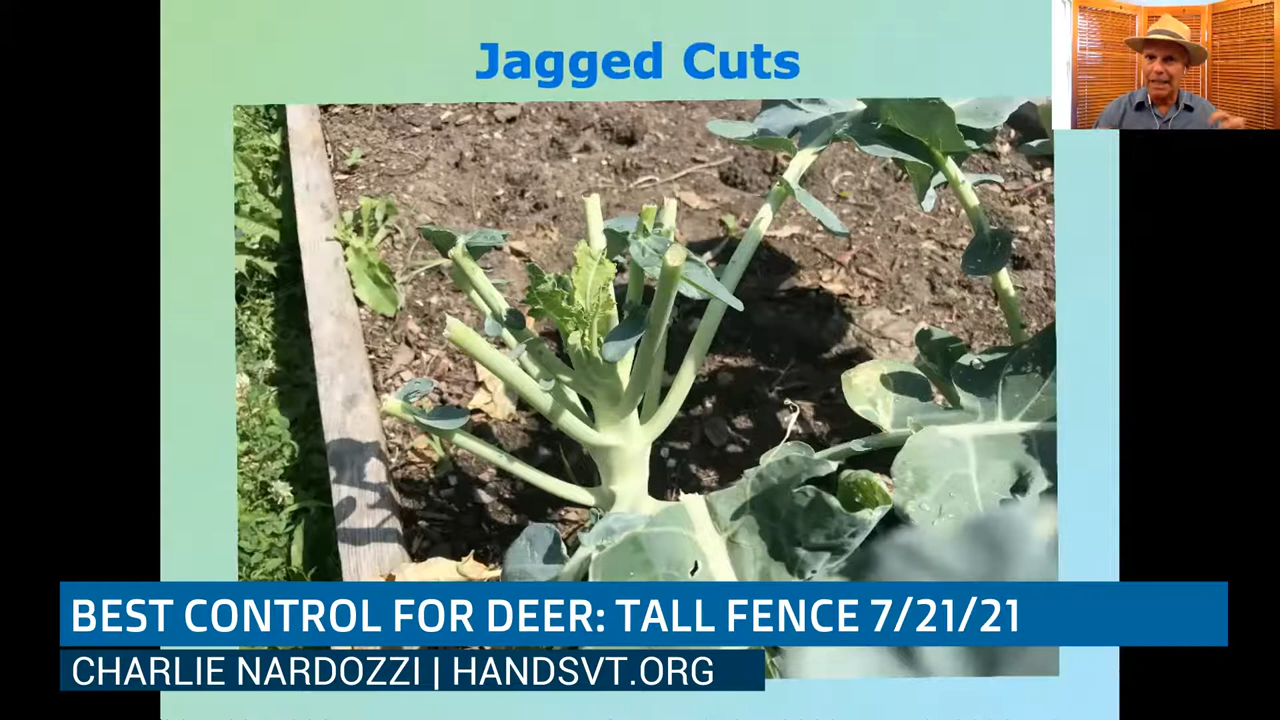 Jagged Cuts
BEST CONTROL FOR DEER: TALL FENCE 7/21/21
CHARLIE NARDOZZI | HANDSVT.ORG